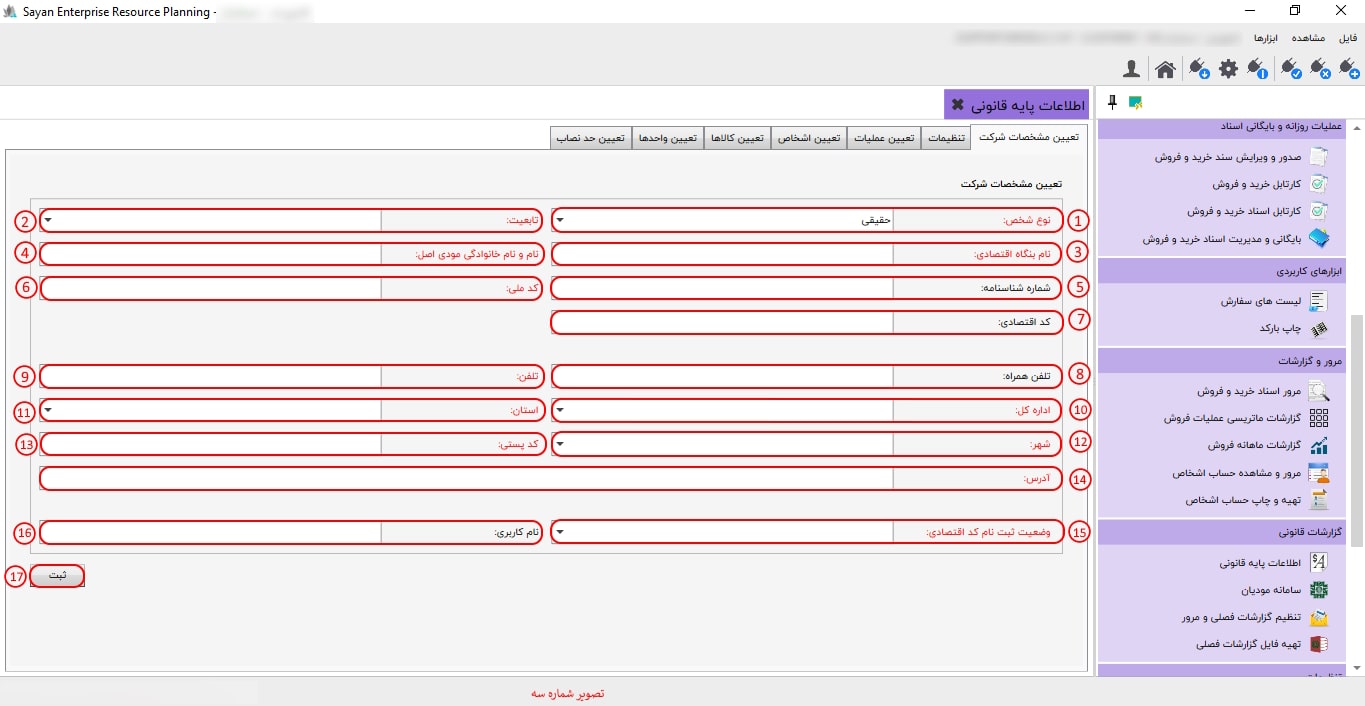 Sayan Enterprise Resource Planning -
فایل مشاهده ابزارها
اطلاعات پایه قانونی
تعیین مشخصات شرکت تنظیمات تعیین عملیات تعیین اشخاص تعیین کالاها تعیین واحدها تعیین حد نصاب
تعیین مشخصات شرکت
1 نوع شخص: حقیقی
2 تابعیت:
3 نام بنگاه اقتصادی:
4 نام و نام خانوادگی مودی اصل:
5 شماره شناسنامه:
6 کد ملی:
7 کد اقتصادی:
8 تلفن همراه:
9 تلفن:
10 اداره کل:
11 استان:
12 شهر:
13 کد پستی:
14 آدرس:
15 وضعیت ثبت نام کد اقتصادی:
16 نام کاربری:
17 ثبت
عملیات روزانه و بایگانی اسناد
صدور و ویرایش سند خرید و فروش
کارتابل خرید و فروش
کارتابل اسناد خرید و فروش
بایگانی و مدیریت اسناد خرید و فروش
ابزارهای کاربردی
لیست های سفارش
چاپ بارکد
مرور و گزارشات
مرور اسناد خرید و فروش
گزارشات ماتریسی عملیات فروش
گزارشات ماهانه فروش
مرور و مشاهده حساب اشخاص
تهیه و چاپ حساب اشخاص
گزارشات قانونی
اطلاعات پایه قانونی
سامانه مودیان
تنظیم گزارشات فصلی و مرور
تهیه فایل گزارشات فصلی
تصویر شماره سه